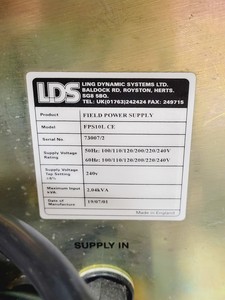 LDS
LING DYNAMIC SYSTEMS LTD.
BALDOCK RD, ROYSTON, HERTS.
SG8 5BQ.
TEL: UK(01763)242424 FAX: 249715
Product FIELD POWER SUPPLY
Model FPS10L CE
Serial No. 73007/2
Supply Voltage Rating 50Hz: 100/110/120/200/220/240V
60Hz: 100/110/120/200/220/240V
Supply Voltage
Tap Setting 240v
Maximum Input
kVA 2.04kVA
Date of
Manufacture 19/07/01
Made in England
SUPPLY IN